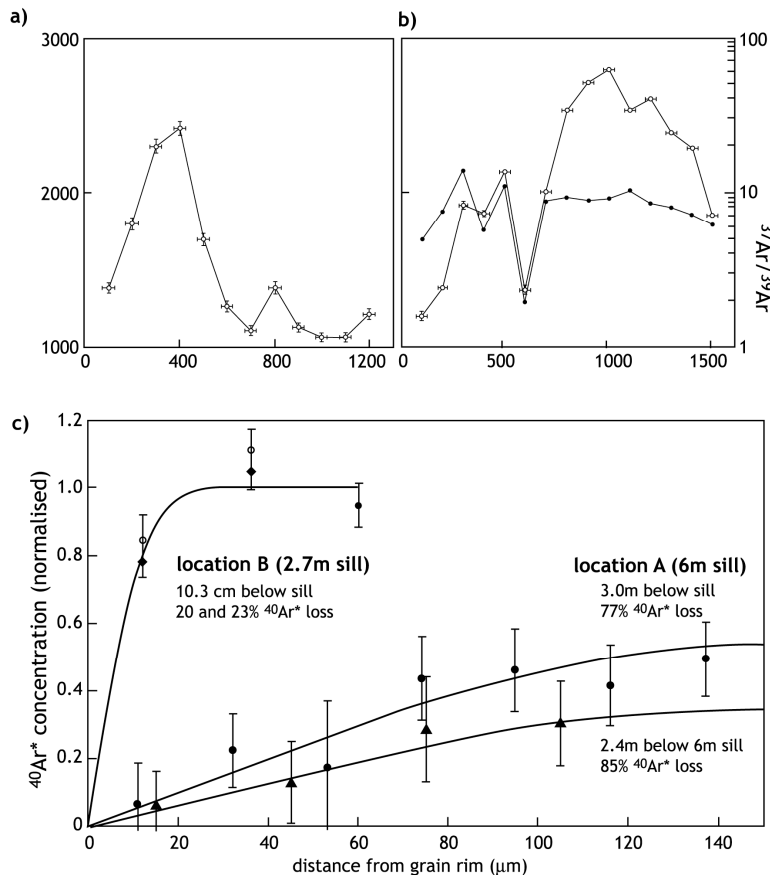 a)
b)
3000
2000
1000
0
400
800
1200
100
10
1
³⁷Ar/³⁹Ar
0
500
1000
1500
c)
1.2
1.0
0.8
0.6
0.4
0.2
0
⁴⁰Ar* concentration (normalised)
location B (2.7m sill)
10.3 cm below sill
20 and 23% ⁴⁰Ar* loss
location A (6m sill)
3.0m below sill
77% ⁴⁰Ar* loss
2.4m below 6m sill
85% ⁴⁰Ar* loss
0
20
40
60
80
100
120
140
distance from grain rim (μm)